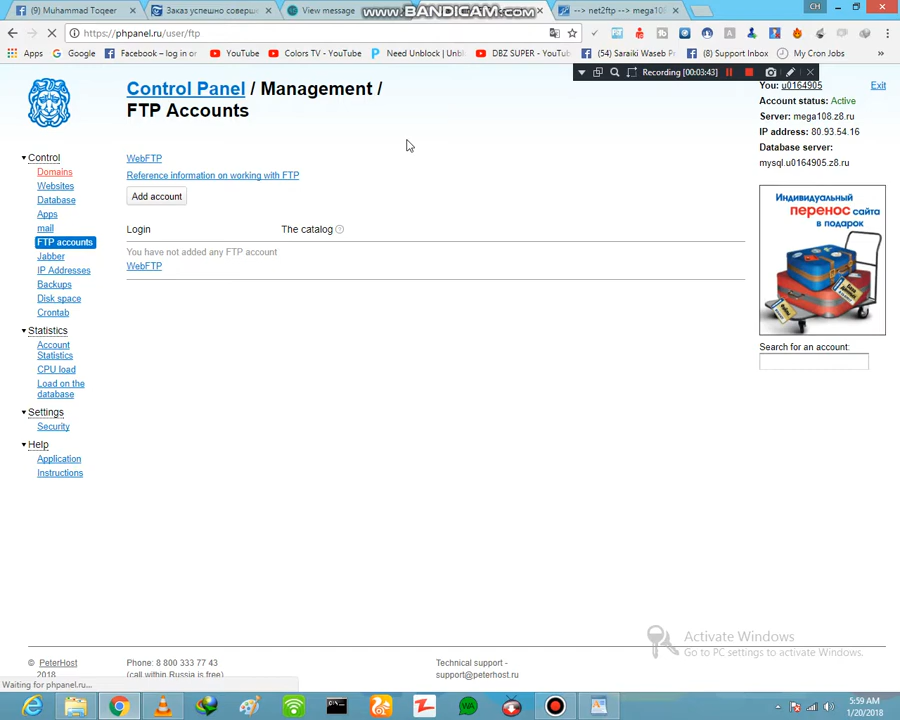 (9) Muhammad Toqeer
Заказ успешно соверш
View message
www.BANDICAM.com
--> net2ftp --> mega108
CH
https://phpanel.ru/user/ftp
Apps
Google
Facebook – log in or
YouTube
Colors TV - YouTube
Need Unblock | Unbl
DBZ SUPER - YouTub
(54) Saraiki Waseb P
(8) Support Inbox
My Cron Jobs
»
Recording [00:03:43]
Control Panel / Management /
FTP Accounts
You: u0164905
Exit
Account status: Active
Server: mega108.z8.ru
IP address: 80.93.54.16
Database server:
mysql.u0164905.z8.ru
Control
Domains
Websites
Database
Apps
mail
FTP accounts
Jabber
IP Addresses
Backups
Disk space
Crontab
Statistics
Account
Statistics
CPU load
Load on the
database
Settings
Security
Help
Application
Instructions
WebFTP
Reference information on working with FTP
Add account
Login
The catalog ?
You have not added any FTP account
WebFTP
Индивидуальный
перенос сайта
в подарок
Search for an account:
Activate Windows
Go to PC settings to activate Windows.
© PeterHost
2018
Phone: 8 800 333 77 43
(call within Russia is free)
Technical support -
support@peterhost.ru
Waiting for phpanel.ru...
5:59 AM
1/20/2018